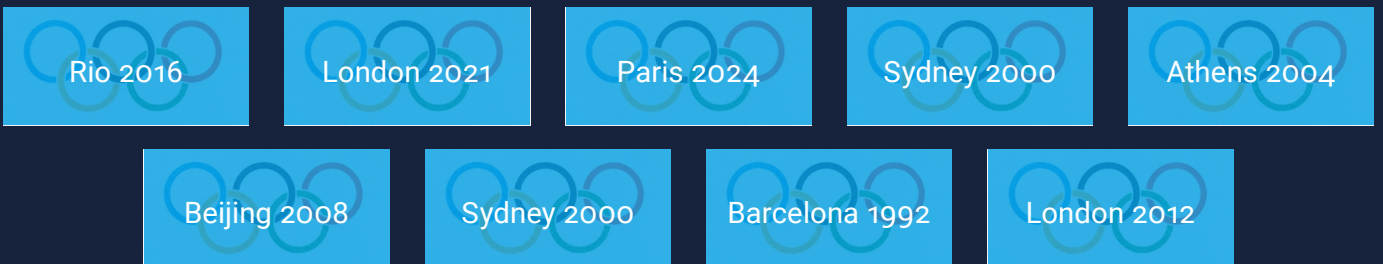 Rio 2016
London 2021
Paris 2024
Sydney 2000
Athens 2004
Beijing 2008
Sydney 2000
Barcelona 1992
London 2012